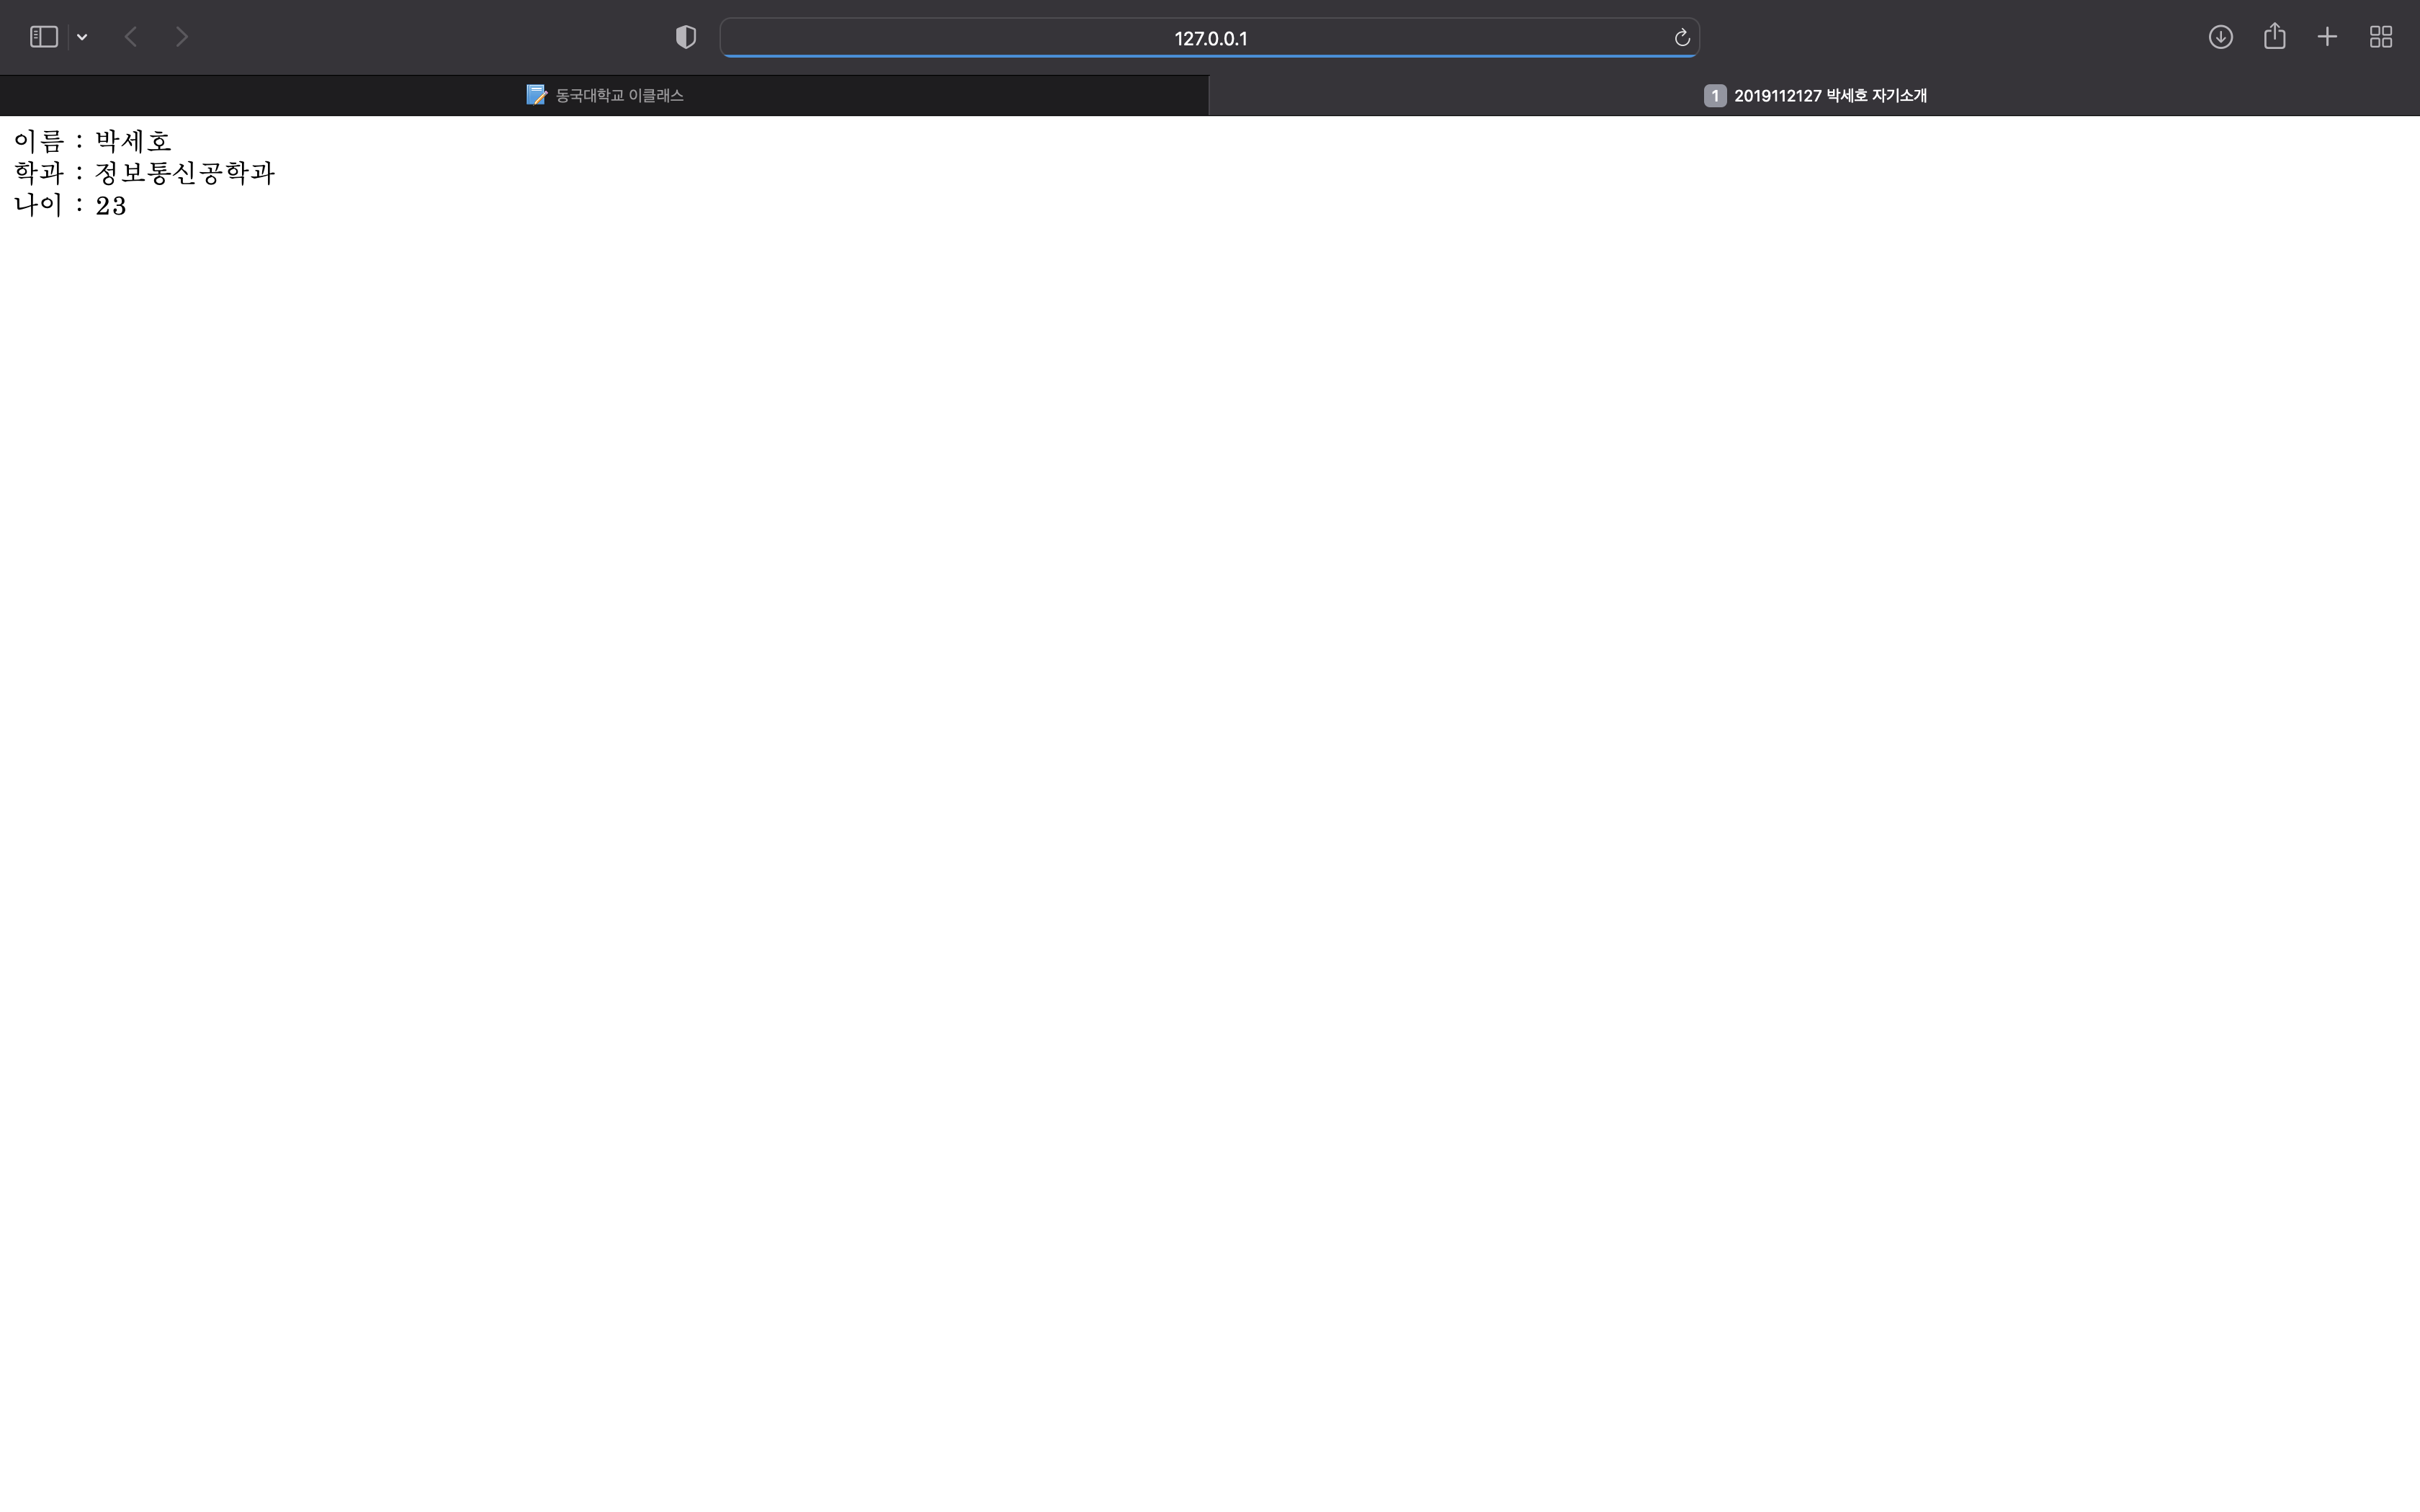 127.0.0.1
동국대학교 이클래스
1 2019112127 박세호 자기소개
이름 : 박세호
학과 : 정보통신공학과
나이 : 23